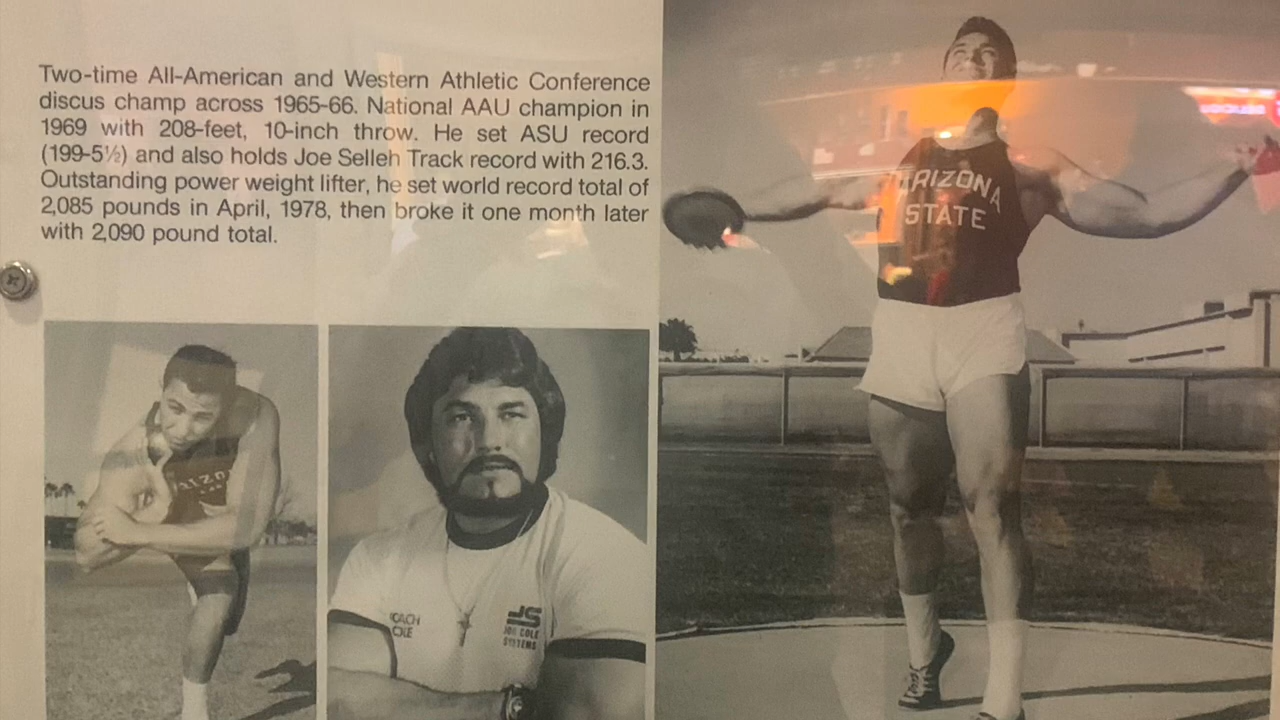 Two-time All-American and Western Athletic Conference
discus champ across 1965-66. National AAU champion in
1969 with 208-feet, 10-inch throw. He set ASU record
(199-5½) and also holds Joe Selleh Track record with 216.3.
Outstanding power weight lifter, he set world record total of
2,085 pounds in April, 1978, then broke it one month later
with 2,090 pound total.
ARIZONA
STATE
JS
JON COLE
SYSTEMS